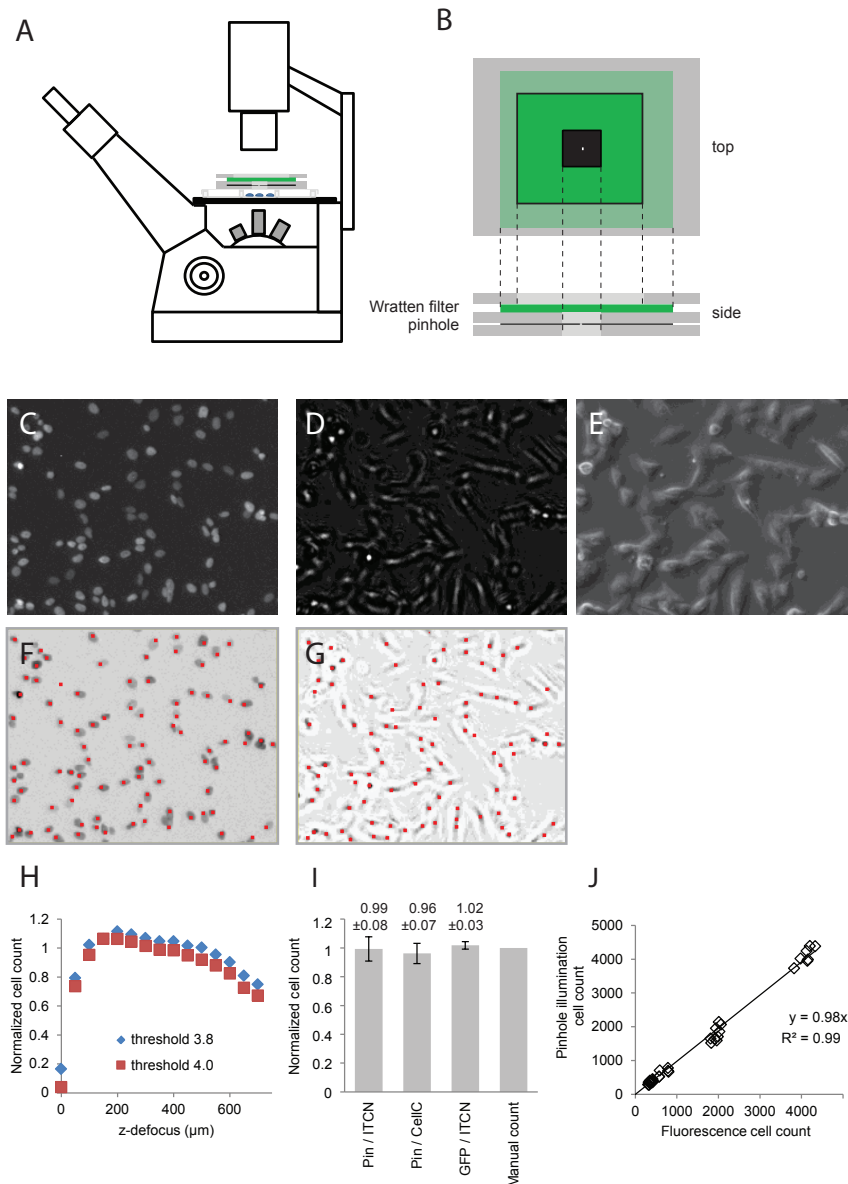 A
B
top
Wratten filter
pinhole
side
C
D
E
F
G
H
Normalized cell count
1.2
1
0.8
0.6
0.4
0.2
0
threshold 3.8
threshold 4.0
0
200
400
600
z-defocus (µm)
I
Normalized cell count
1.2
1
0.8
0.6
0.4
0.2
0
0.99
±0.08
0.96
±0.07
1.02
±0.03
Pin / ITCN
Pin / CellC
GFP / ITCN
Manual count
J
Pinhole illumination
cell count
5000
4000
3000
2000
1000
0
y = 0.98x
R² = 0.99
0
1000
2000
3000
4000
Fluorescence cell count